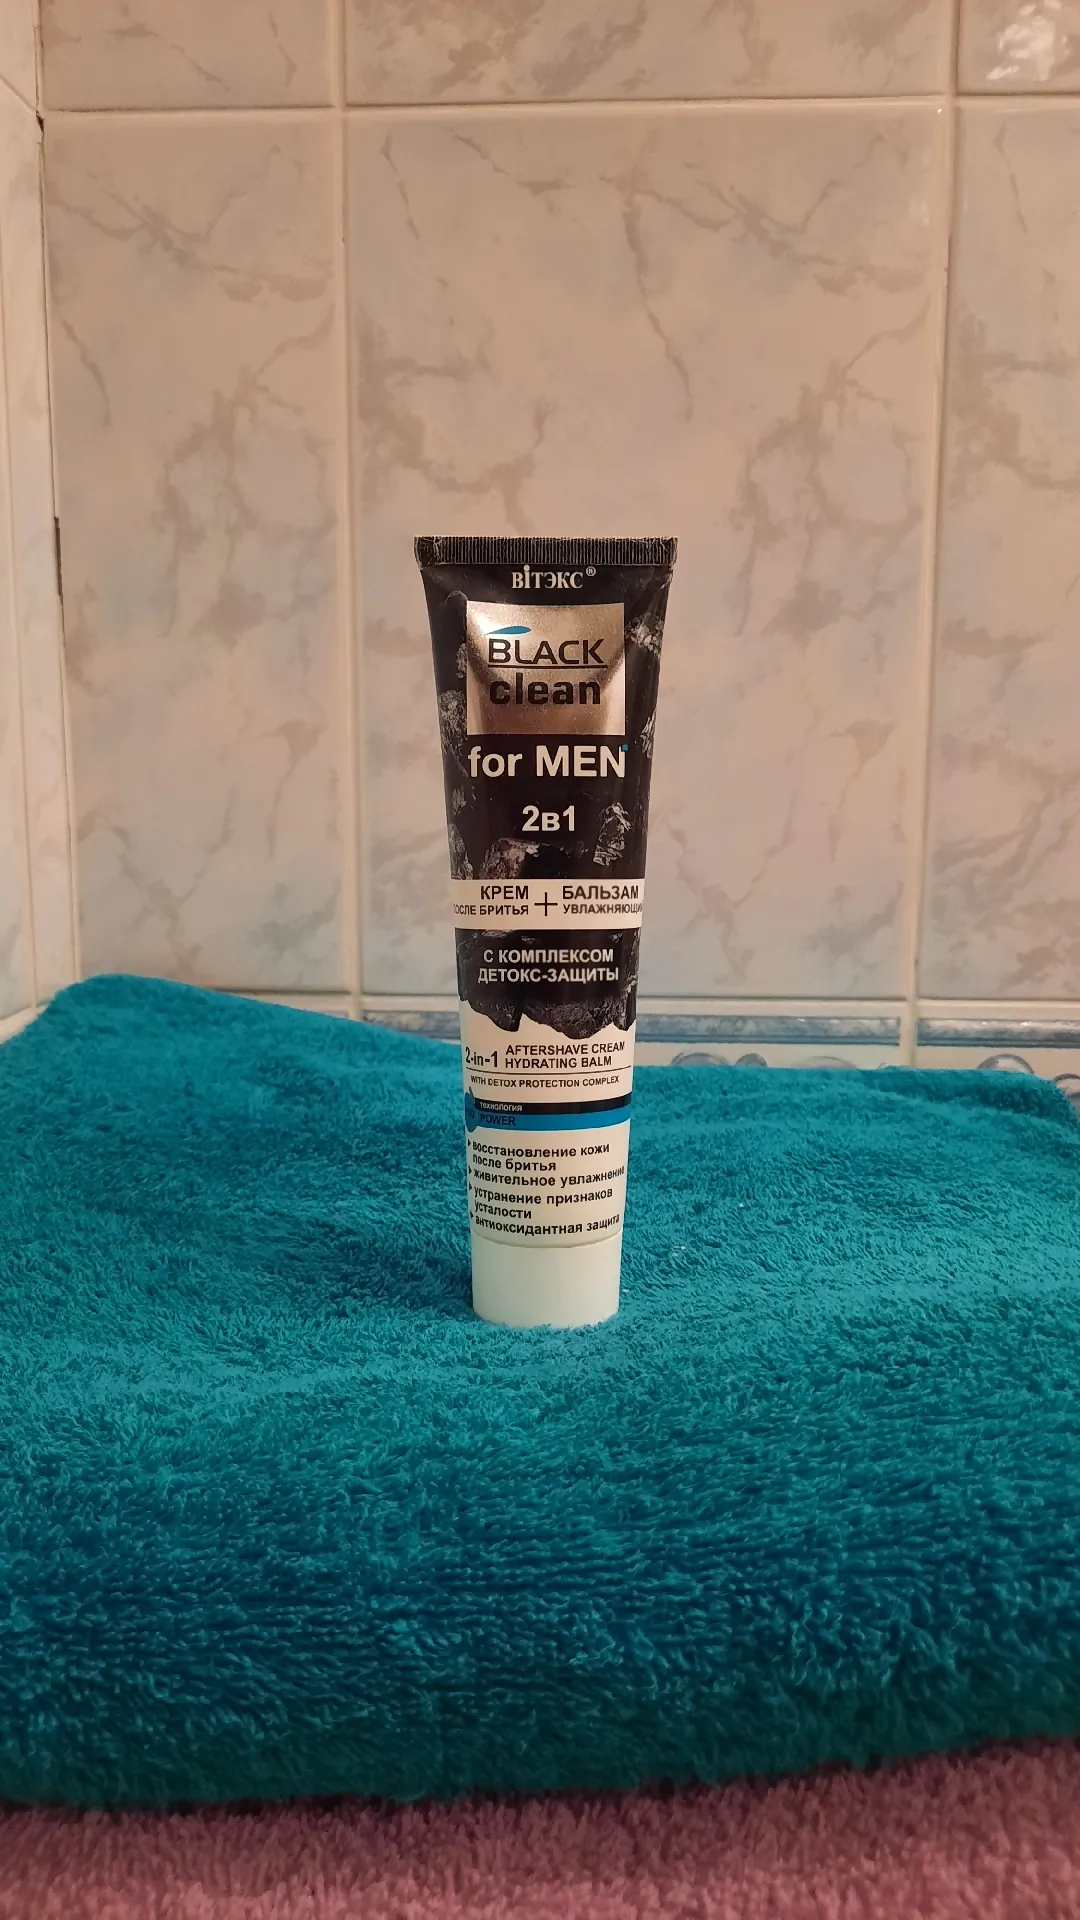 ВіТЭКС®
BLACK
clean
for MEN
2в1
КРЕМ + БАЛЬЗАМ
ПОСЛЕ БРИТЬЯ УВЛАЖНЯЮЩИЙ
С КОМПЛЕКСОМ
ДЕТОКС-ЗАЩИТЫ
2-in-1 AFTERSHAVE CREAM
HYDRATING BALM
WITH DETOX PROTECTION COMPLEX
технология
POWER
восстановление кожи
после бритья
живительное увлажнение
устранение признаков
усталости
антиоксидантная защита